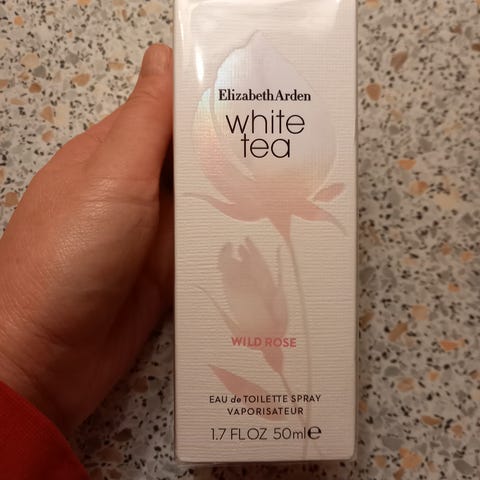 Elizabeth Arden
white
tea
WILD ROSE
EAU de TOILETTE SPRAY
VAPORISATEUR
1.7 FL OZ 50ml℮